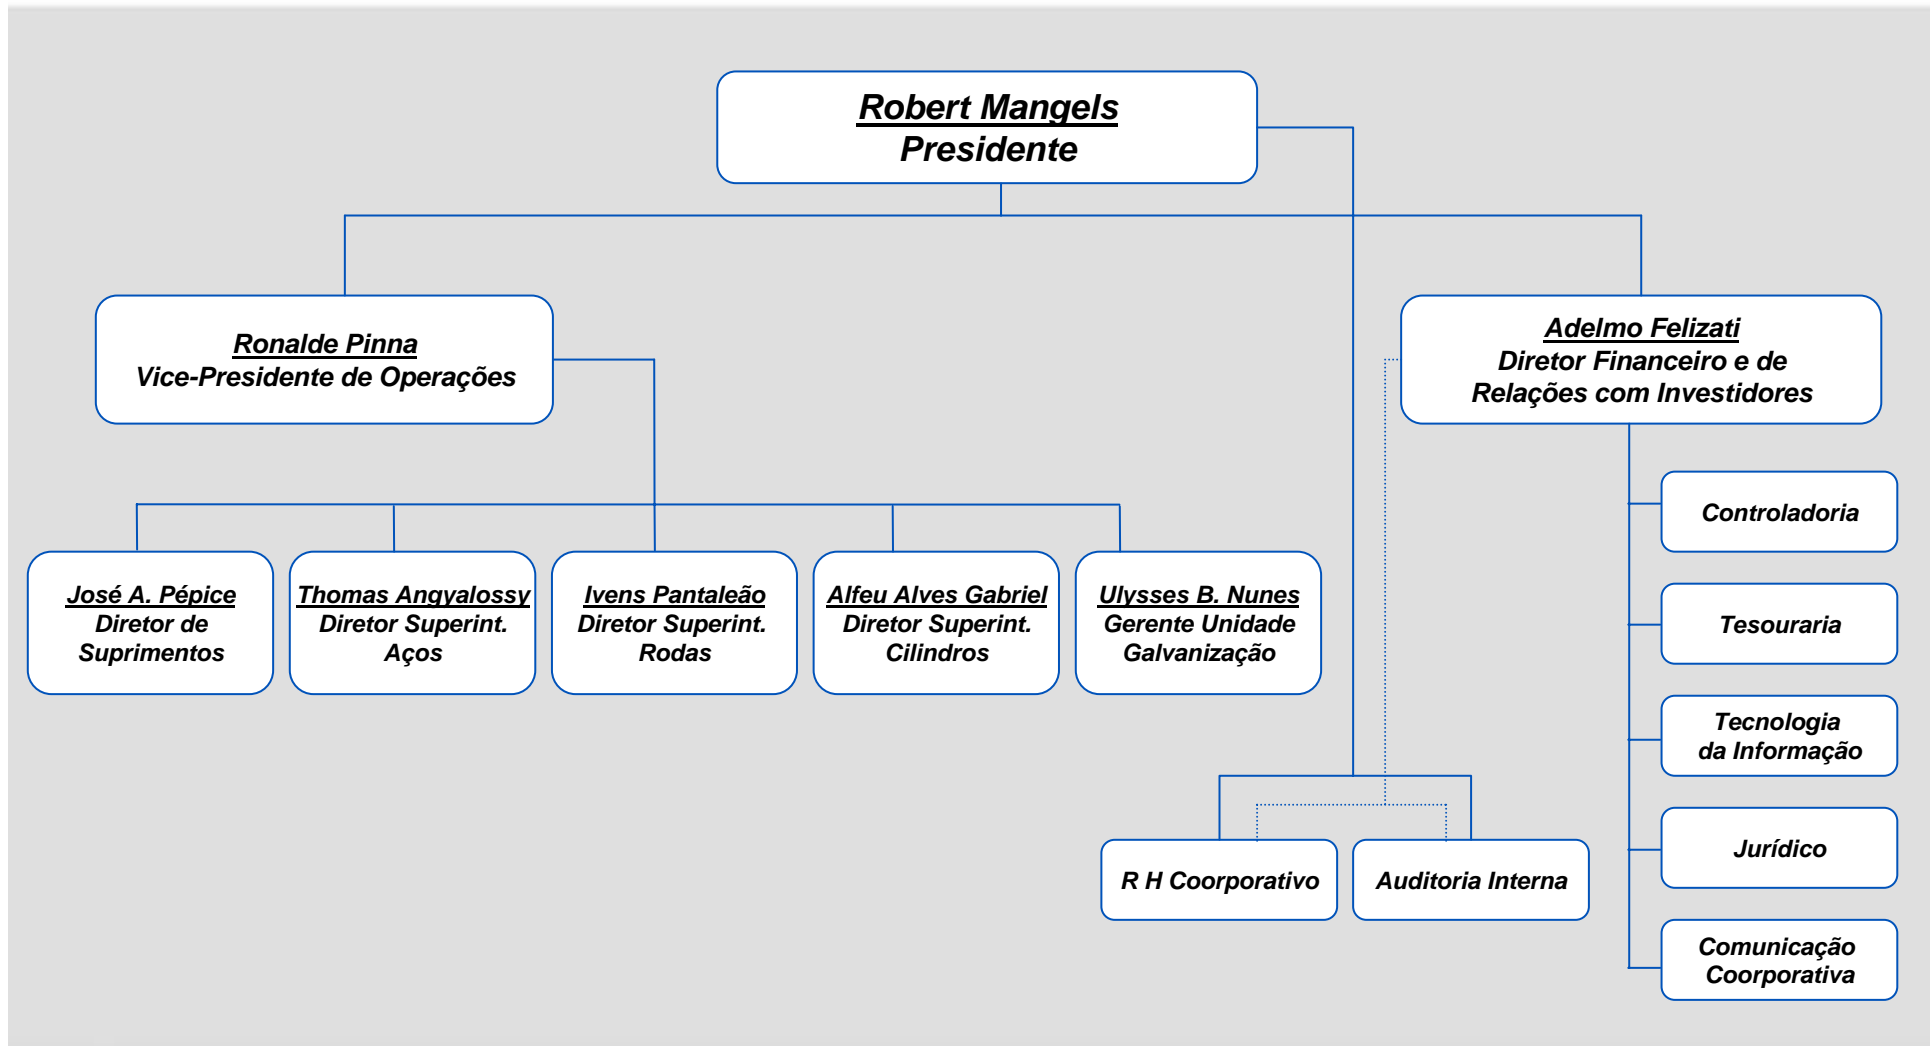 Robert Mangels
Presidente
Ronalde Pinna
Vice-Presidente de Operações
Adelmo Felizati
Diretor Financeiro e de
Relações com Investidores
José A. Pépice
Diretor de
Suprimentos
Thomas Angyalossy
Diretor Superint.
Aços
Ivens Pantaleão
Diretor Superint.
Rodas
Alfeu Alves Gabriel
Diretor Superint.
Cilindros
Ulysses B. Nunes
Gerente Unidade
Galvanização
R H Coorporativo
Auditoria Interna
Controladoria
Tesouraria
Tecnologia
da Informação
Jurídico
Comunicação
Coorporativa